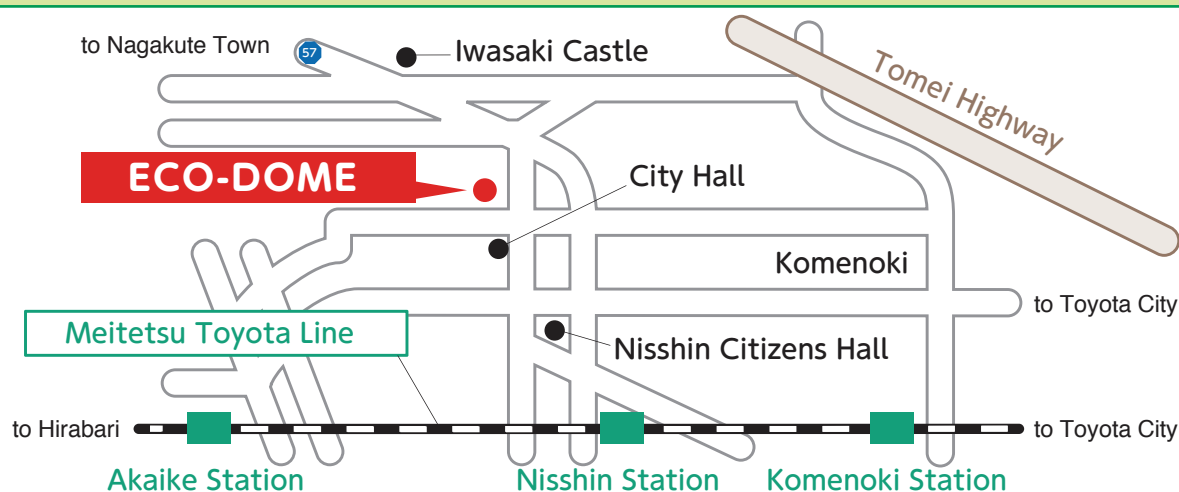 to Nagakute Town
57
Iwasaki Castle
Tomei Highway
ECO-DOME
City Hall
Komenoki
to Toyota City
Meitetsu Toyota Line
Nisshin Citizens Hall
to Hirabari
to Toyota City
Akaike Station
Nisshin Station
Komenoki Station